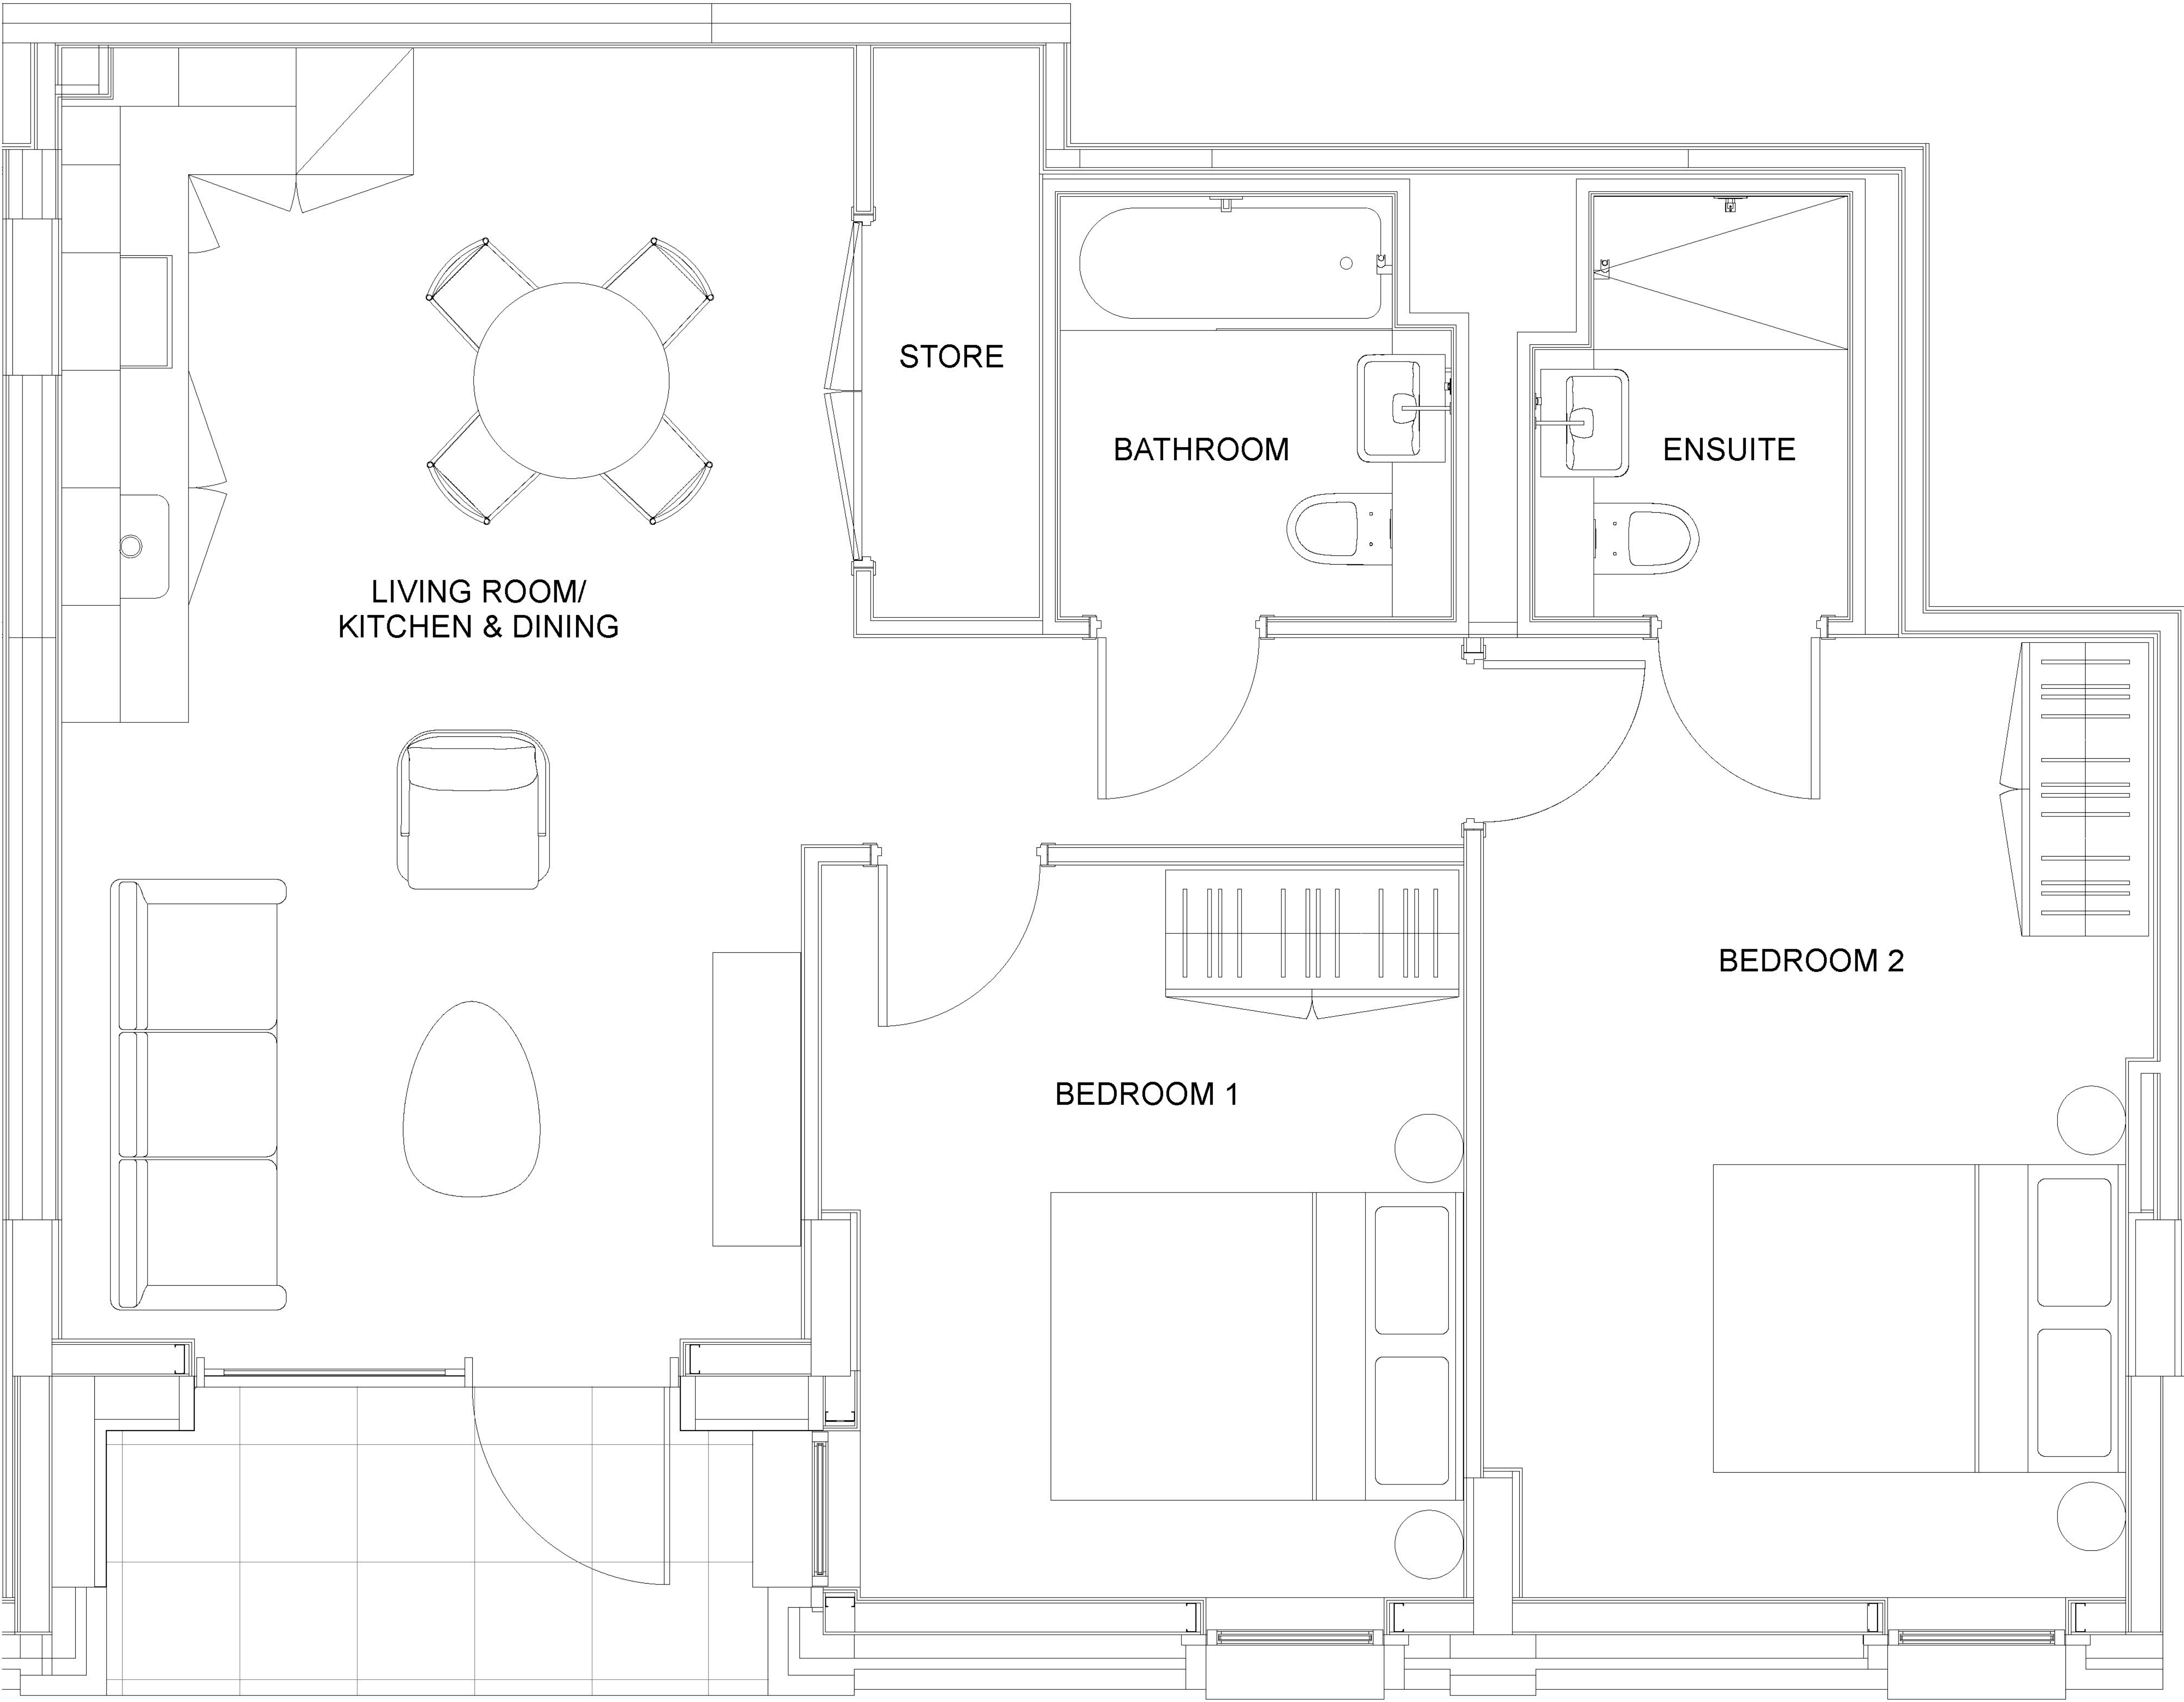 STORE
BATHROOM
ENSUITE
LIVING ROOM/
KITCHEN & DINING
BEDROOM 2
BEDROOM 1